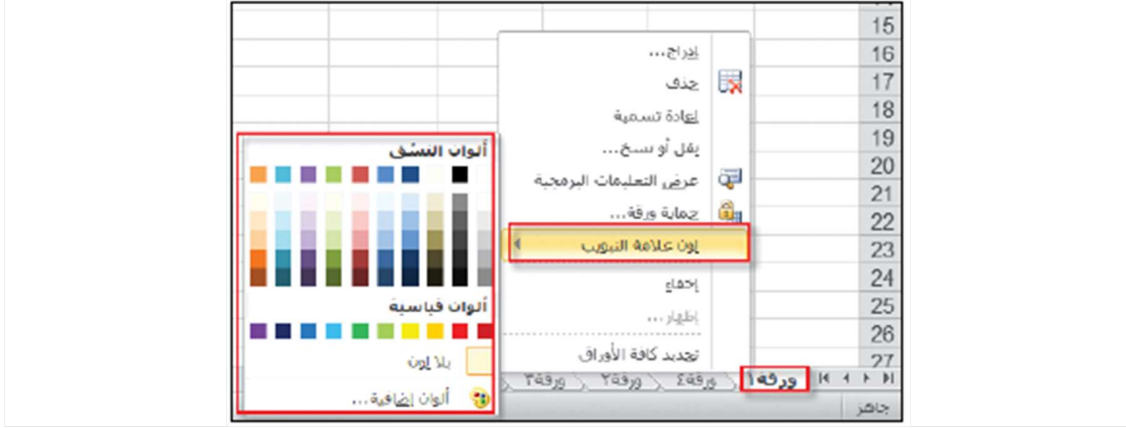 15
16
17
18
19
20
21
22
23
24
25
26
27
إدراج...
حذف
إعادة تسمية
نقل أو نسخ...
عرض التعليمات البرمجية
حماية ورقة...
لون علامة التبويب
إخفاء
إظهار...
تحديد كافة الأوراق
ألوان النسق
ألوان قياسية
بلا لون
ألوان إضافية...
ورقة١ ورقة٤ ورقة٢ ورقة٣
جاهز